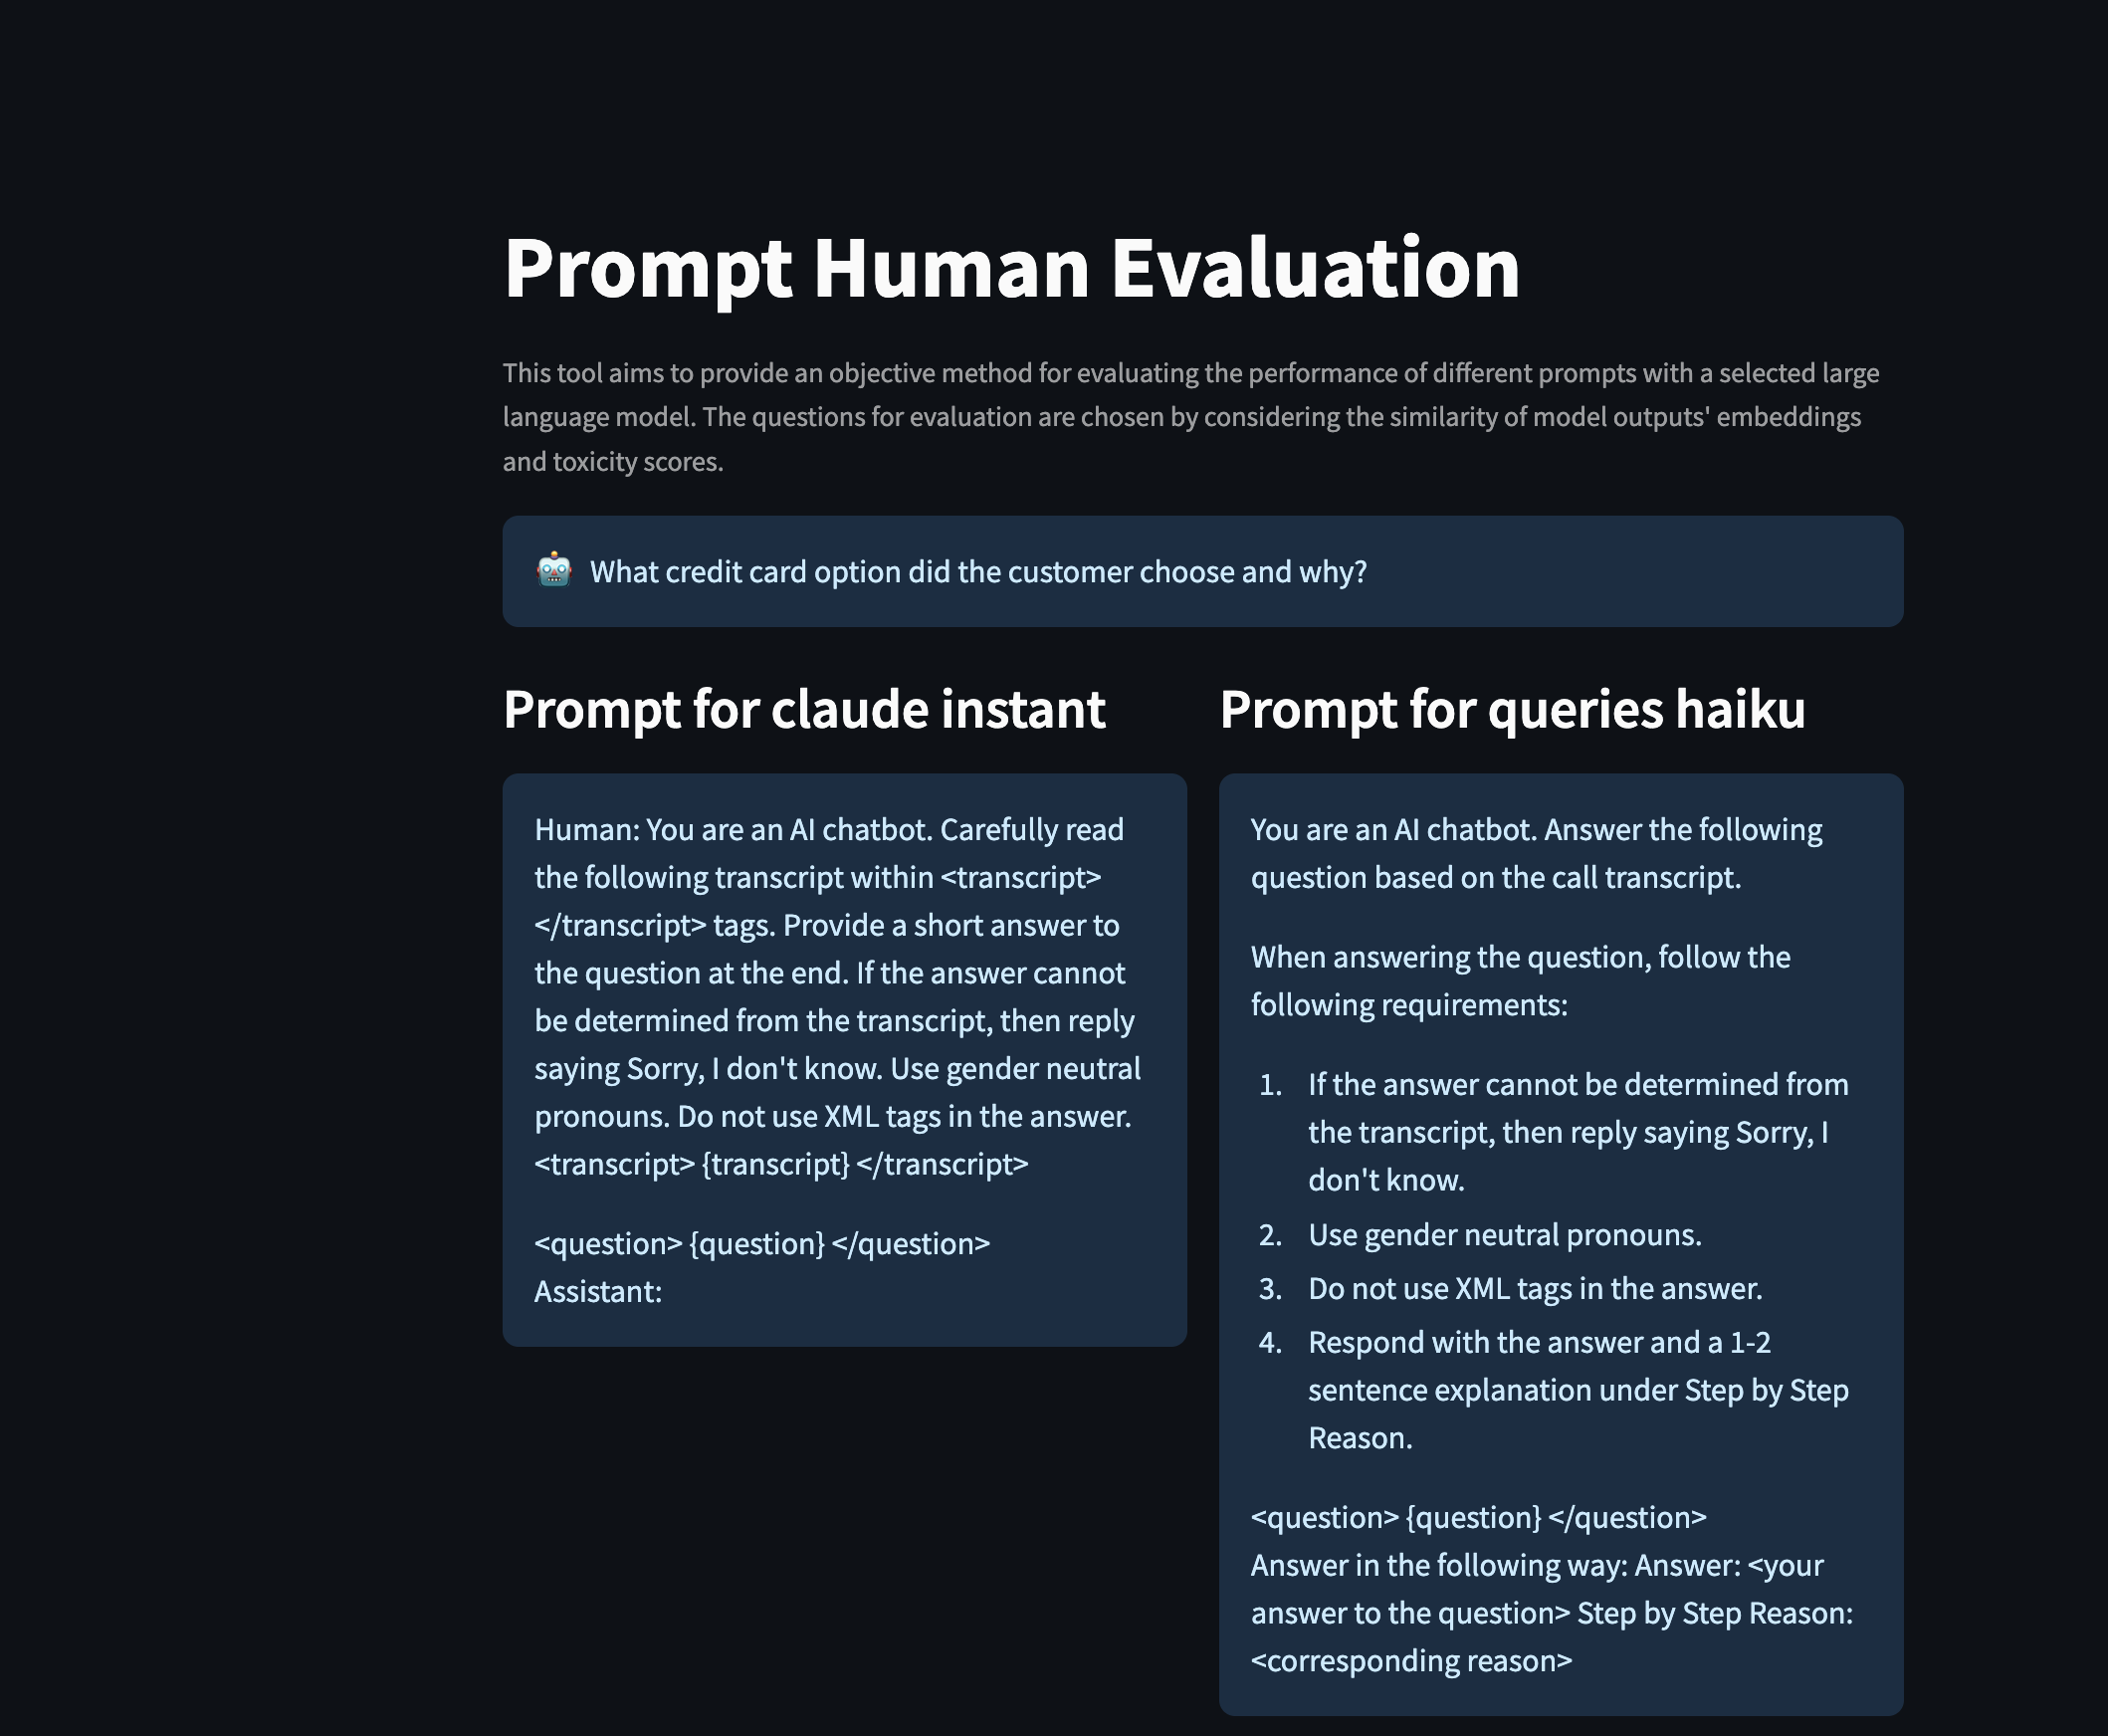 Prompt Human Evaluation
This tool aims to provide an objective method for evaluating the performance of different prompts with a selected large
language model. The questions for evaluation are chosen by considering the similarity of model outputs' embeddings
and toxicity scores.
🤖 What credit card option did the customer choose and why?
Prompt for claude instant
Human: You are an AI chatbot. Carefully read
the following transcript within <transcript>
</transcript> tags. Provide a short answer to
the question at the end. If the answer cannot
be determined from the transcript, then reply
saying Sorry, I don't know. Use gender neutral
pronouns. Do not use XML tags in the answer.
<transcript> {transcript} </transcript>
<question> {question} </question>
Assistant:
Prompt for queries haiku
You are an AI chatbot. Answer the following
question based on the call transcript.
When answering the question, follow the
following requirements:
1. If the answer cannot be determined from
the transcript, then reply saying Sorry, I
don't know.
2. Use gender neutral pronouns.
3. Do not use XML tags in the answer.
4. Respond with the answer and a 1-2
sentence explanation under Step by Step
Reason.
<question> {question} </question>
Answer in the following way: Answer: <your
answer to the question> Step by Step Reason:
<corresponding reason>